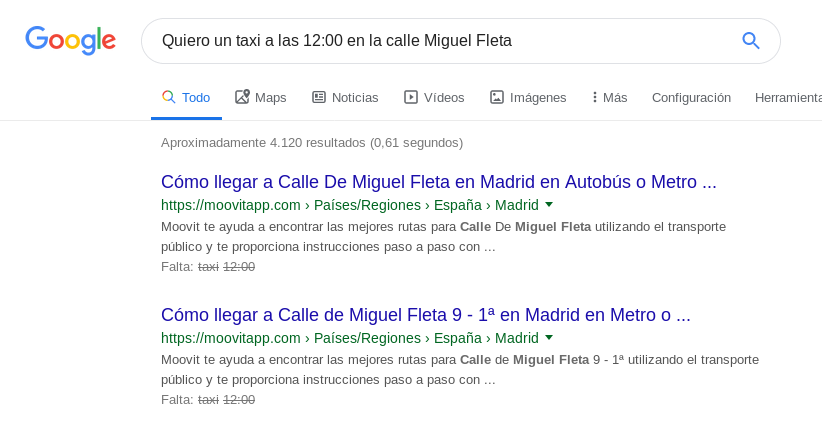 Google Quiero un taxi a las 12:00 en la calle Miguel Fleta
Todo Maps Noticias Vídeos Imágenes Más Configuración Herramienta
Aproximadamente 4.120 resultados (0,61 segundos)
Cómo llegar a Calle De Miguel Fleta en Madrid en Autobús o Metro ...
https://moovitapp.com › Países/Regiones › España › Madrid
Moovit te ayuda a encontrar las mejores rutas para Calle De Miguel Fleta utilizando el transporte
público y te proporciona instrucciones paso a paso con ...
Falta: taxi 12:00
Cómo llegar a Calle de Miguel Fleta 9 - 1ª en Madrid en Metro o ...
https://moovitapp.com › Países/Regiones › España › Madrid
Moovit te ayuda a encontrar las mejores rutas para Calle de Miguel Fleta 9 - 1ª utilizando el transporte
público y te proporciona instrucciones paso a paso con ...
Falta: taxi 12:00